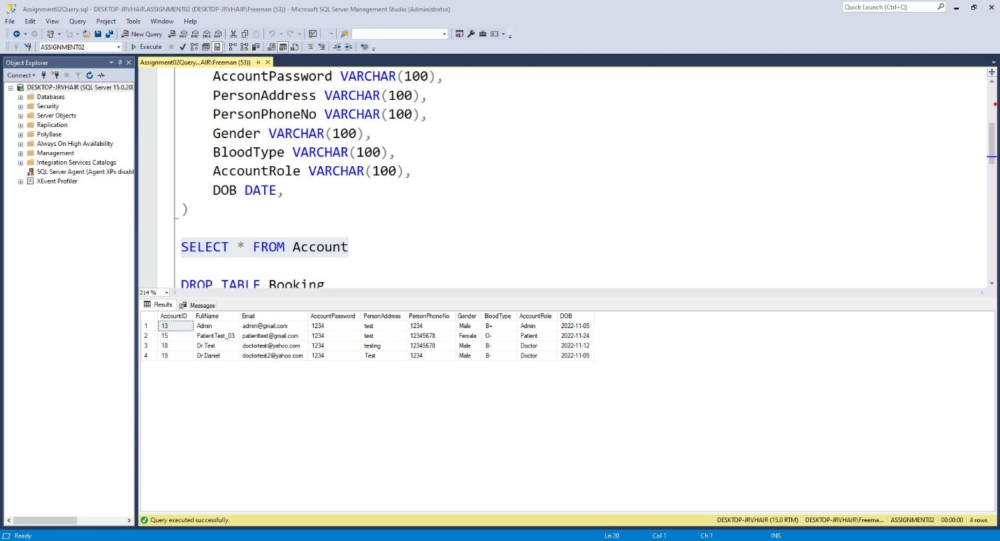 Assignment02Query.sql - DESKTOP-JRVHAIR.ASSIGNMENT02 (DESKTOP-JRVHAIR\Freeman (53)) - Microsoft SQL Server Management Studio (Administrator)
Quick Launch (Ctrl+Q)
File Edit View Query Project Tools Window Help
New Query
ASSIGNMENT02 Execute
Object Explorer
Connect
DESKTOP-JRVHAIR (SQL Server 15.0.200
Databases
Security
Server Objects
Replication
PolyBase
Always On High Availability
Management
Integration Services Catalogs
SQL Server Agent (Agent XPs disabl
XEvent Profiler
Assignment02Query...AIR\Freeman (53))
AccountPassword VARCHAR(100),
PersonAddress VARCHAR(100),
PersonPhoneNo VARCHAR(100),
Gender VARCHAR(100),
BloodType VARCHAR(100),
AccountRole VARCHAR(100),
DOB DATE,
)
SELECT * FROM Account
DROP TABLE Booking
214 %
Results Messages
AccountID FullName Email AccountPassword PersonAddress PersonPhoneNo Gender BloodType AccountRole DOB
1 13 Admin admin@gmail.com 1234 test 1234 Male B+ Admin 2022-11-05
2 15 PatientTest_03 patienttest@gmail.com 1234 test 12345678 Female O- Patient 2022-11-24
3 18 Dr.Test doctortest@yahoo.com 1234 testing 12345678 Male B- Doctor 2022-11-12
4 19 Dr.Daniel doctortest2@yahoo.com 1234 Test 1234 Male B- Doctor 2022-11-05
Query executed successfully. DESKTOP-JRVHAIR (15.0 RTM) DESKTOP-JRVHAIR\Freema... ASSIGNMENT02 00:00:00 4 rows
Ready Ln 20 Col 1 Ch 1 INS